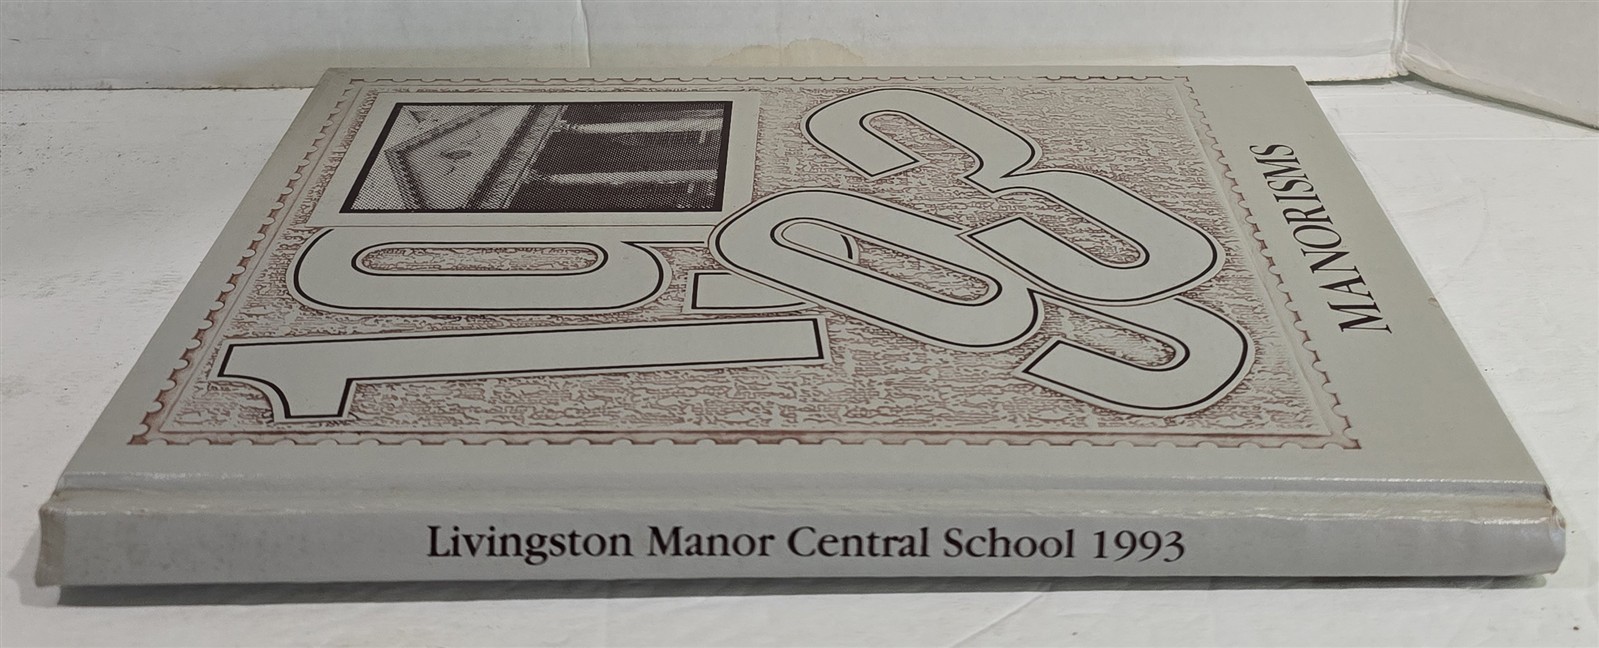 1993
MANORISMS
Livingston Manor Central School 1993